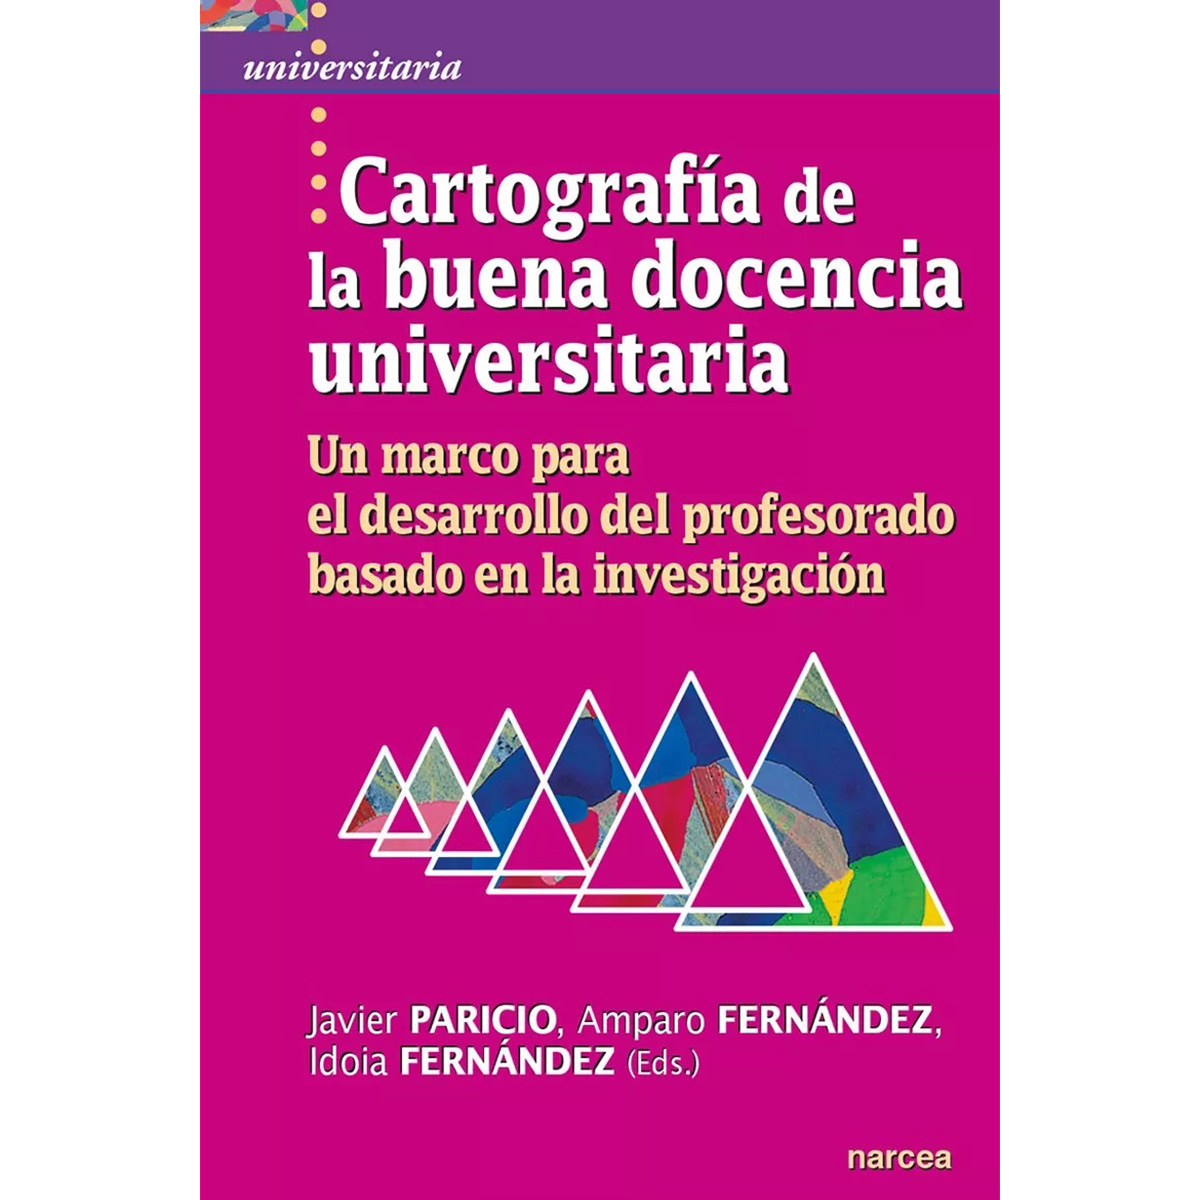 universitaria
Cartografía de
la buena docencia
universitaria
Un marco para
el desarrollo del profesorado
basado en la investigación
Javier PARICIO, Amparo FERNÁNDEZ,
Idoia FERNÁNDEZ (Eds.)
narcea